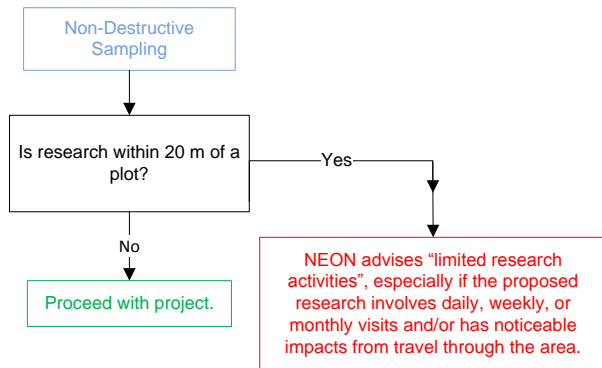 Non-Destructive
Sampling
Is research within 20 m of a
plot?
Yes
No
Proceed with project.
NEON advises “limited research
activities”, especially if the proposed
research involves daily, weekly, or
monthly visits and/or has noticeable
impacts from travel through the area.